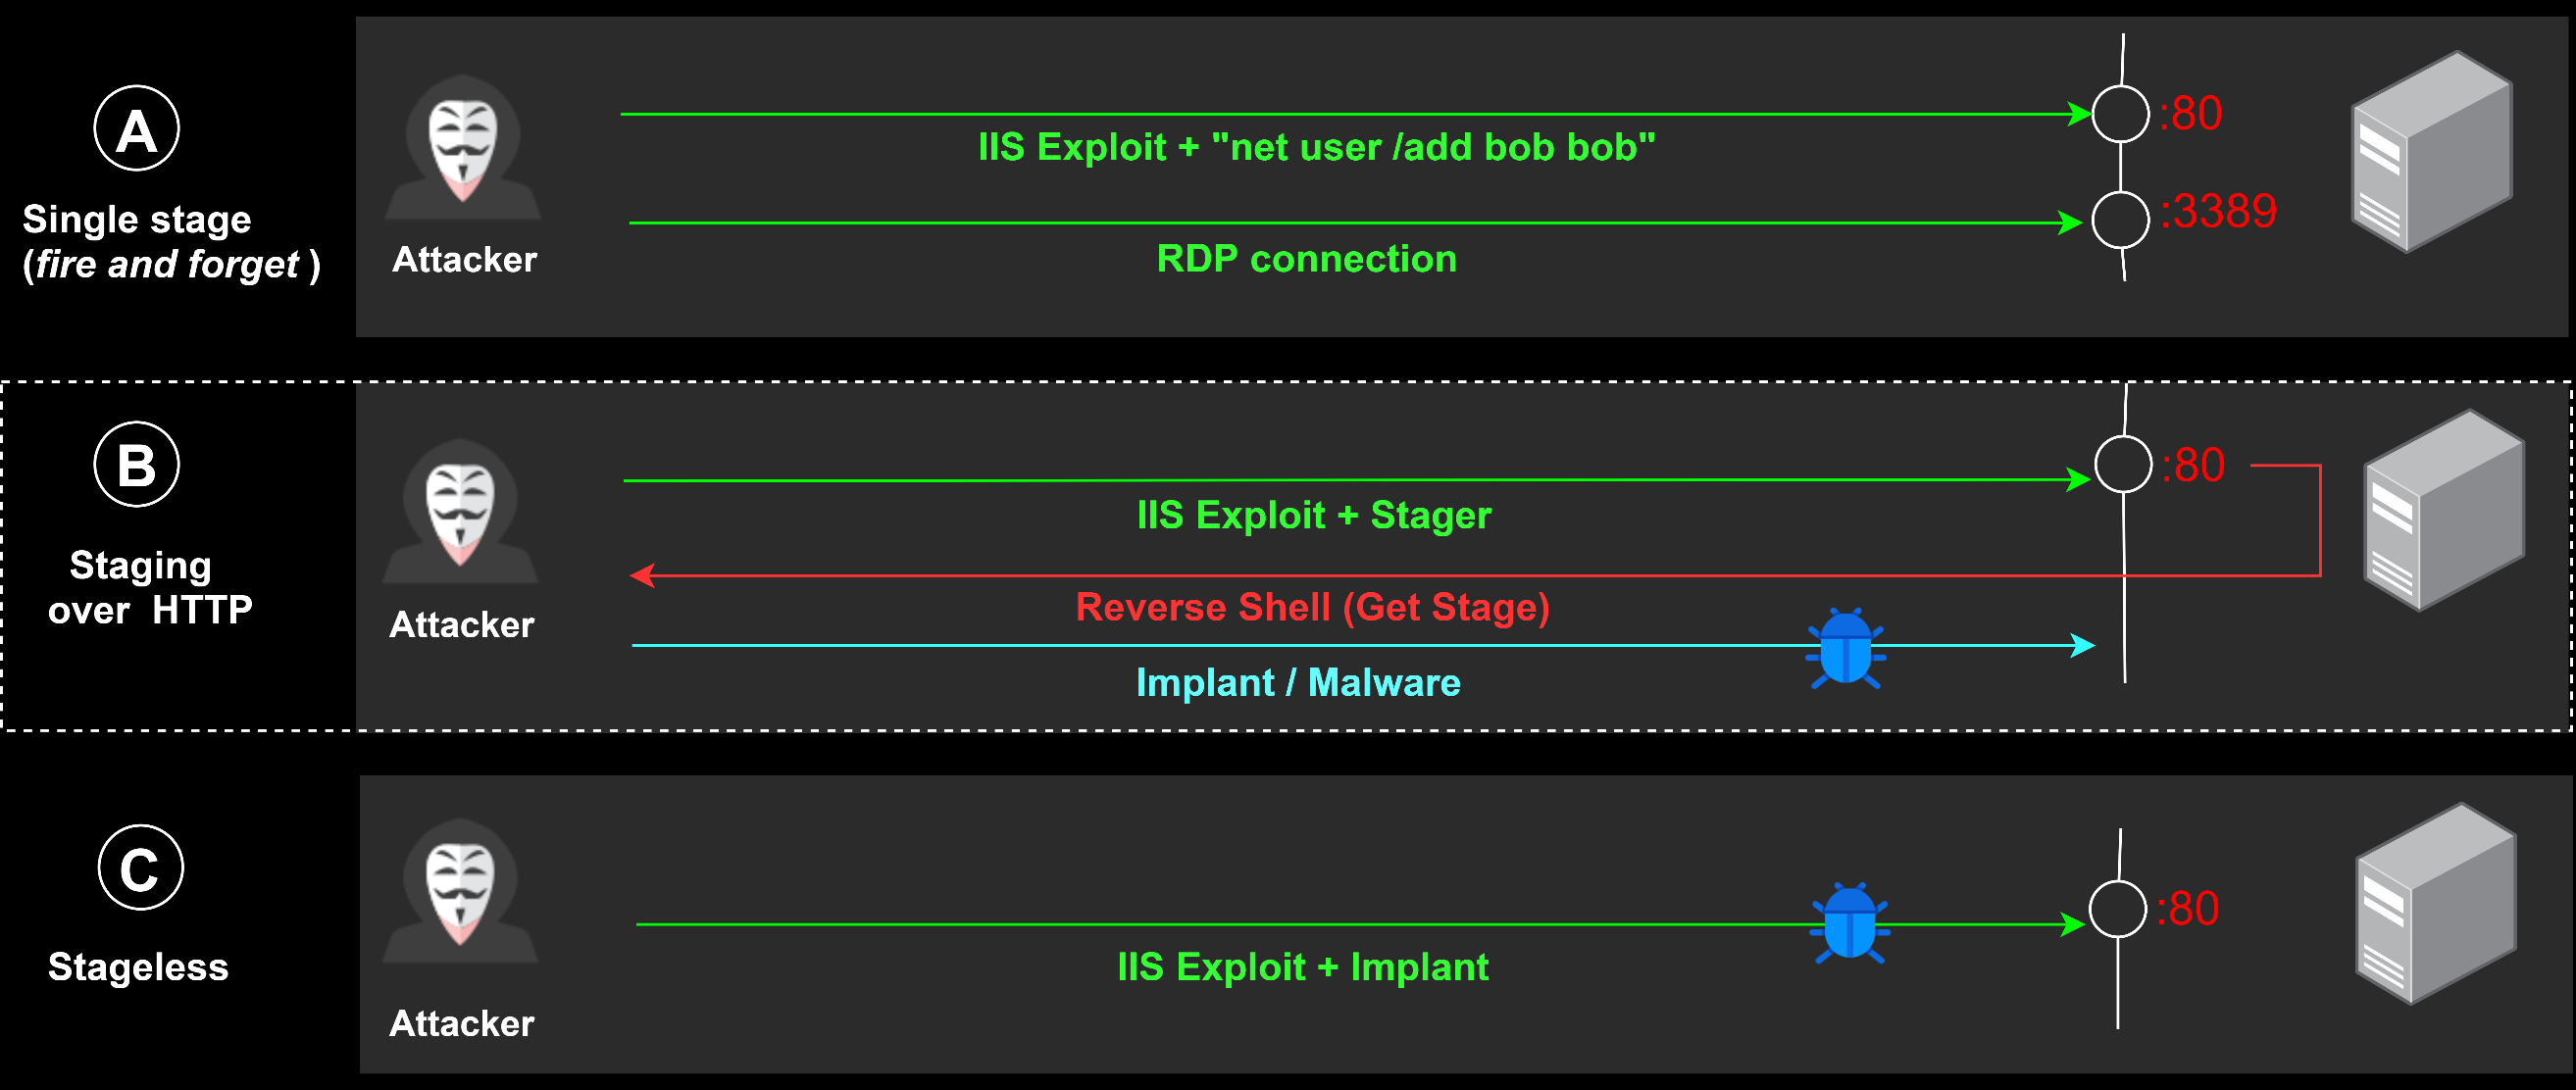 A
Single stage
(fire and forget )
Attacker
IIS Exploit + "net user /add bob bob"
RDP connection
:80
:3389
B
Staging
over HTTP
Attacker
IIS Exploit + Stager
Reverse Shell (Get Stage)
Implant / Malware
:80
C
Stageless
Attacker
IIS Exploit + Implant
:80